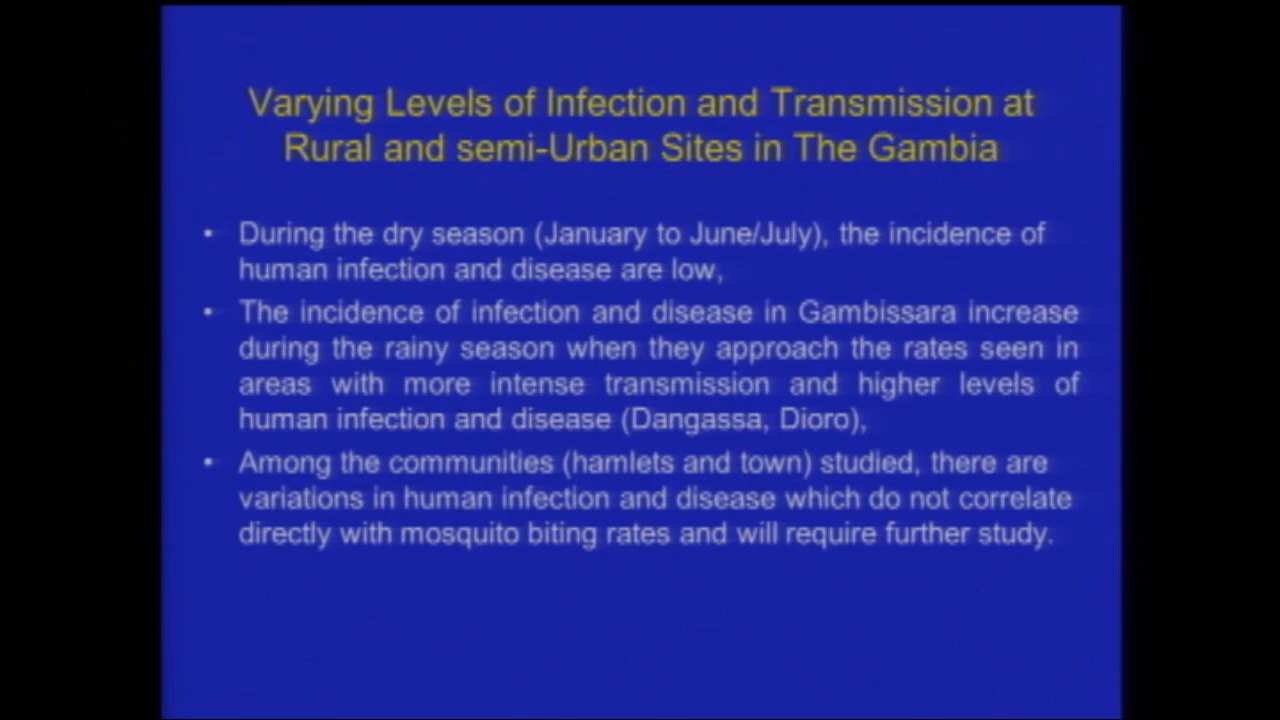 Varying Levels of Infection and Transmission at
Rural and semi-Urban Sites in The Gambia
• During the dry season (January to June/July), the incidence of
human infection and disease are low,
• The incidence of infection and disease in Gambissara increase
during the rainy season when they approach the rates seen in
areas with more intense transmission and higher levels of
human infection and disease (Dangassa, Dioro),
• Among the communities (hamlets and town) studied, there are
variations in human infection and disease which do not correlate
directly with mosquito biting rates and will require further study.